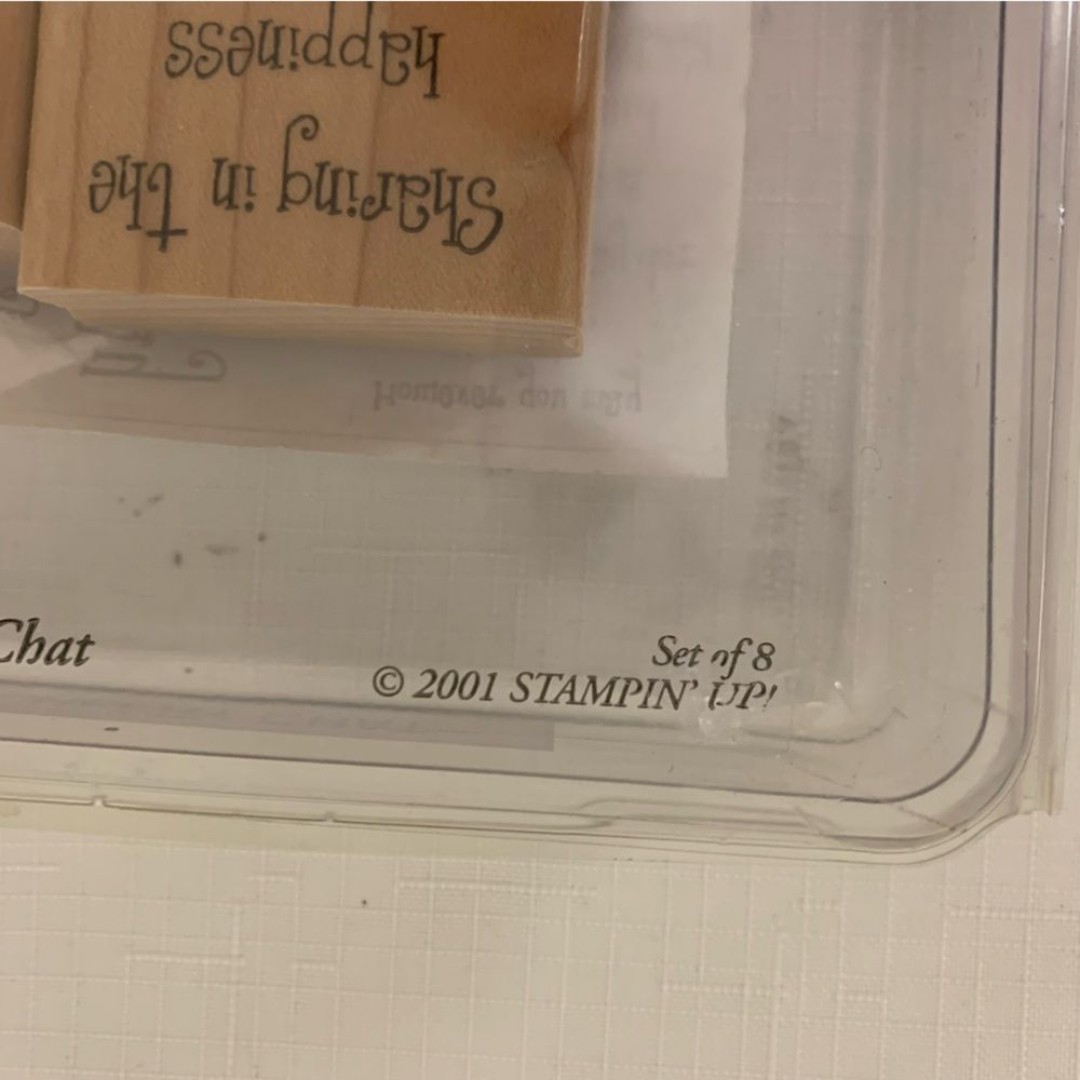 Sharing in the
happiness
Chat
Set of 8
© 2001 STAMPIN' UP!